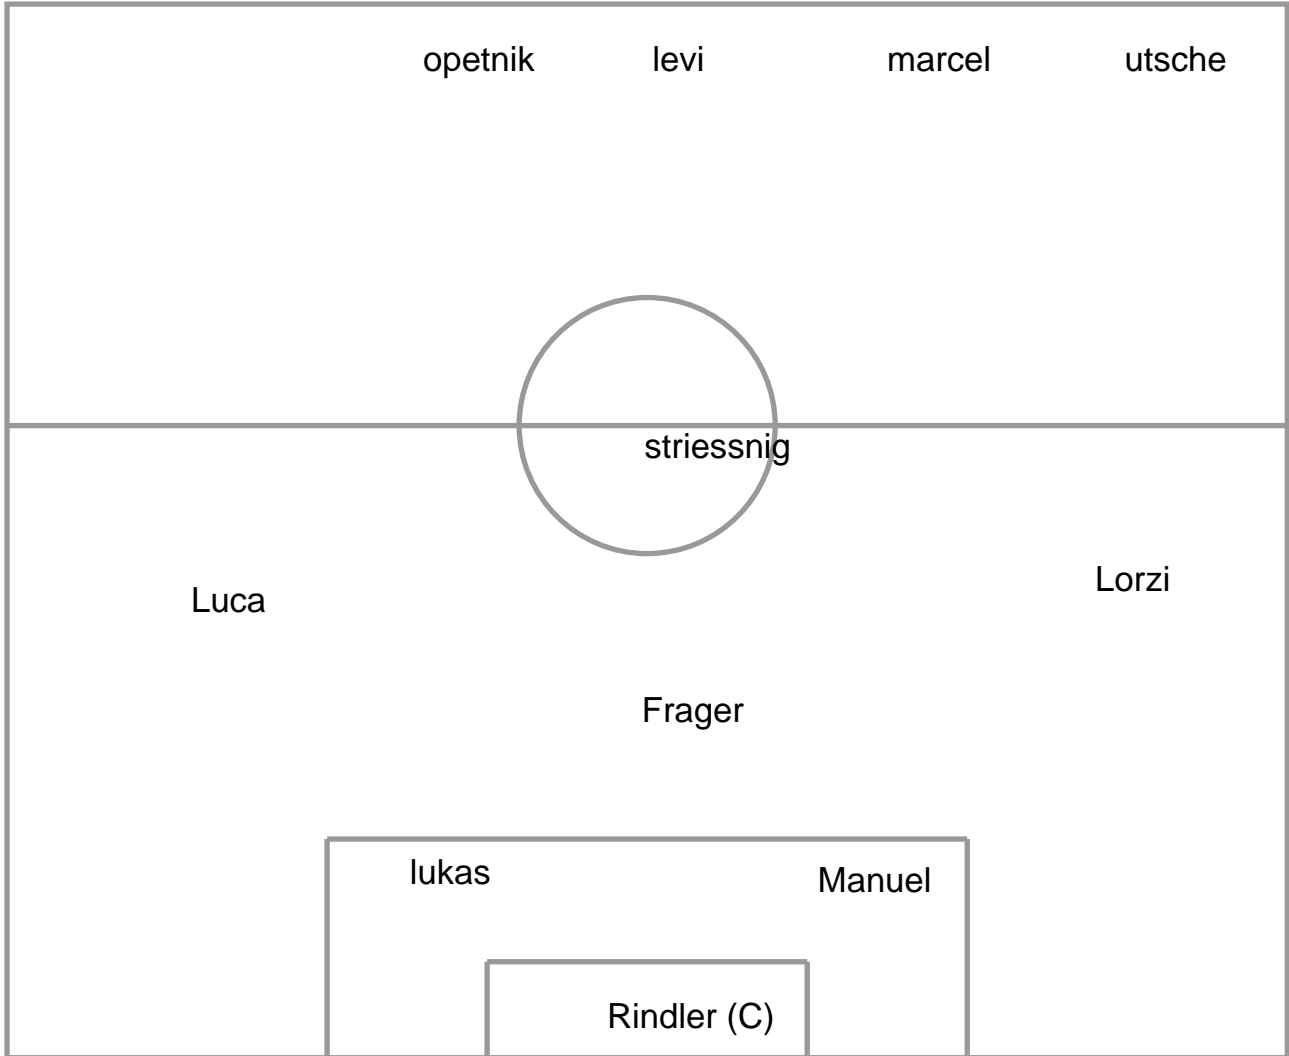 opetnik levi marcel utsche
striessnig
Luca
Lorzi
Frager
lukas
Manuel
Rindler (C)